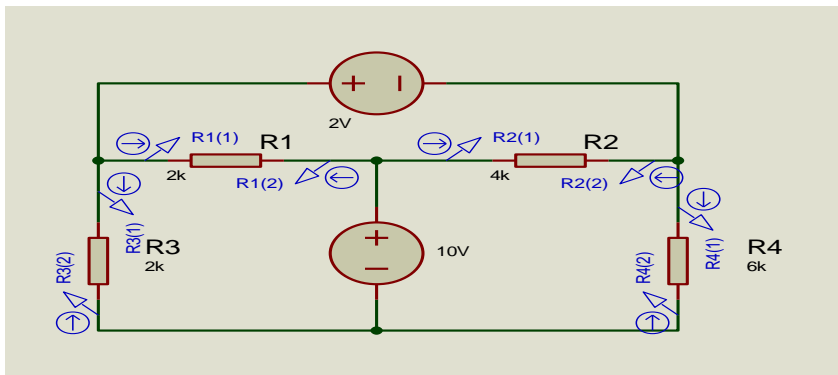 + −
2V
R1(1) R1 R2(1) R2
2k R1(2) 4k R2(2)
+
−
10V
R3(1)
R3(2)
R3
2k
R4(1)
R4(2)
R4
6k